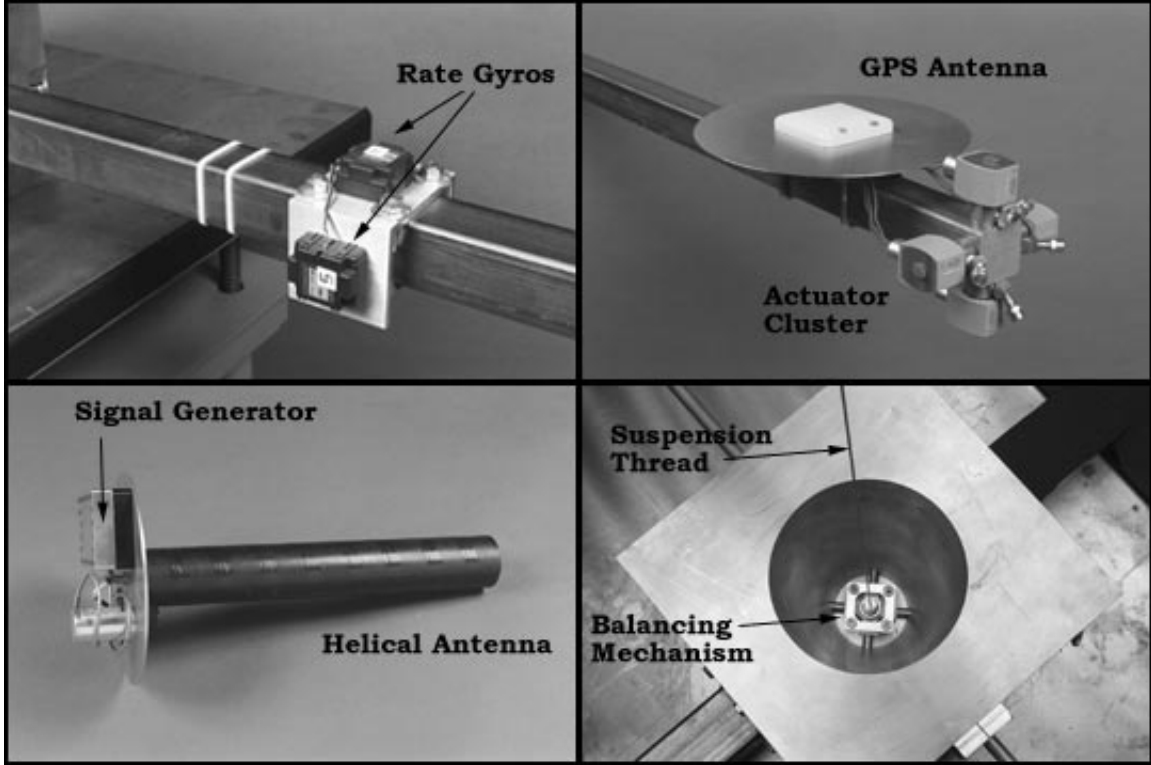 Rate Gyros
GPS Antenna
Actuator
Cluster
Signal Generator
Helical Antenna
Suspension
Thread
Balancing
Mechanism